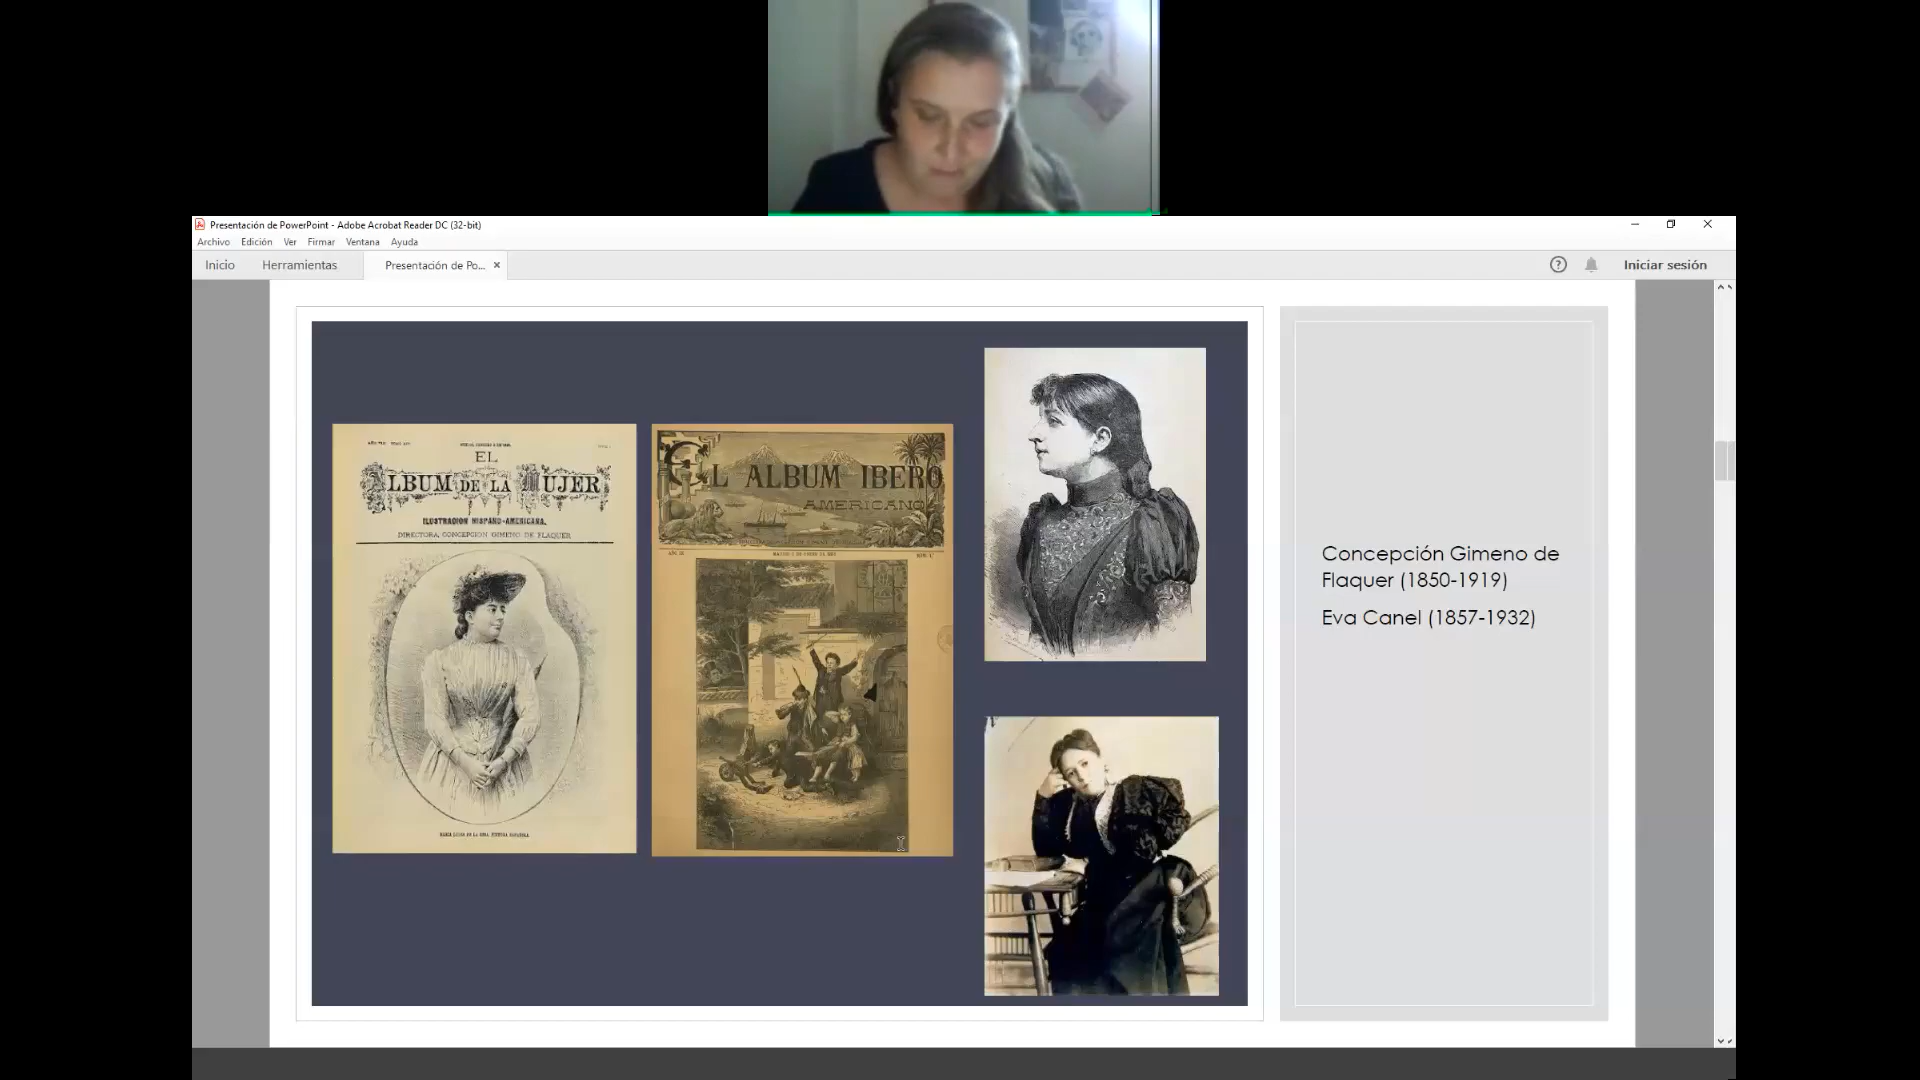 Presentación de PowerPoint - Adobe Acrobat Reader DC (32-bit)
Archivo Edición Ver Firmar Ventana Ayuda
Inicio Herramientas Presentación de Po... × ? Iniciar sesión
EL
ALBUM DE LA MUJER
ILUSTRACION HISPANO-AMERICANA.
DIRECTORA, CONCEPCION GIMENO DE FLAQUER
EL ALBUM IBERO
AMERICANO
Concepción Gimeno de
Flaquer (1850-1919)
Eva Canel (1857-1932)